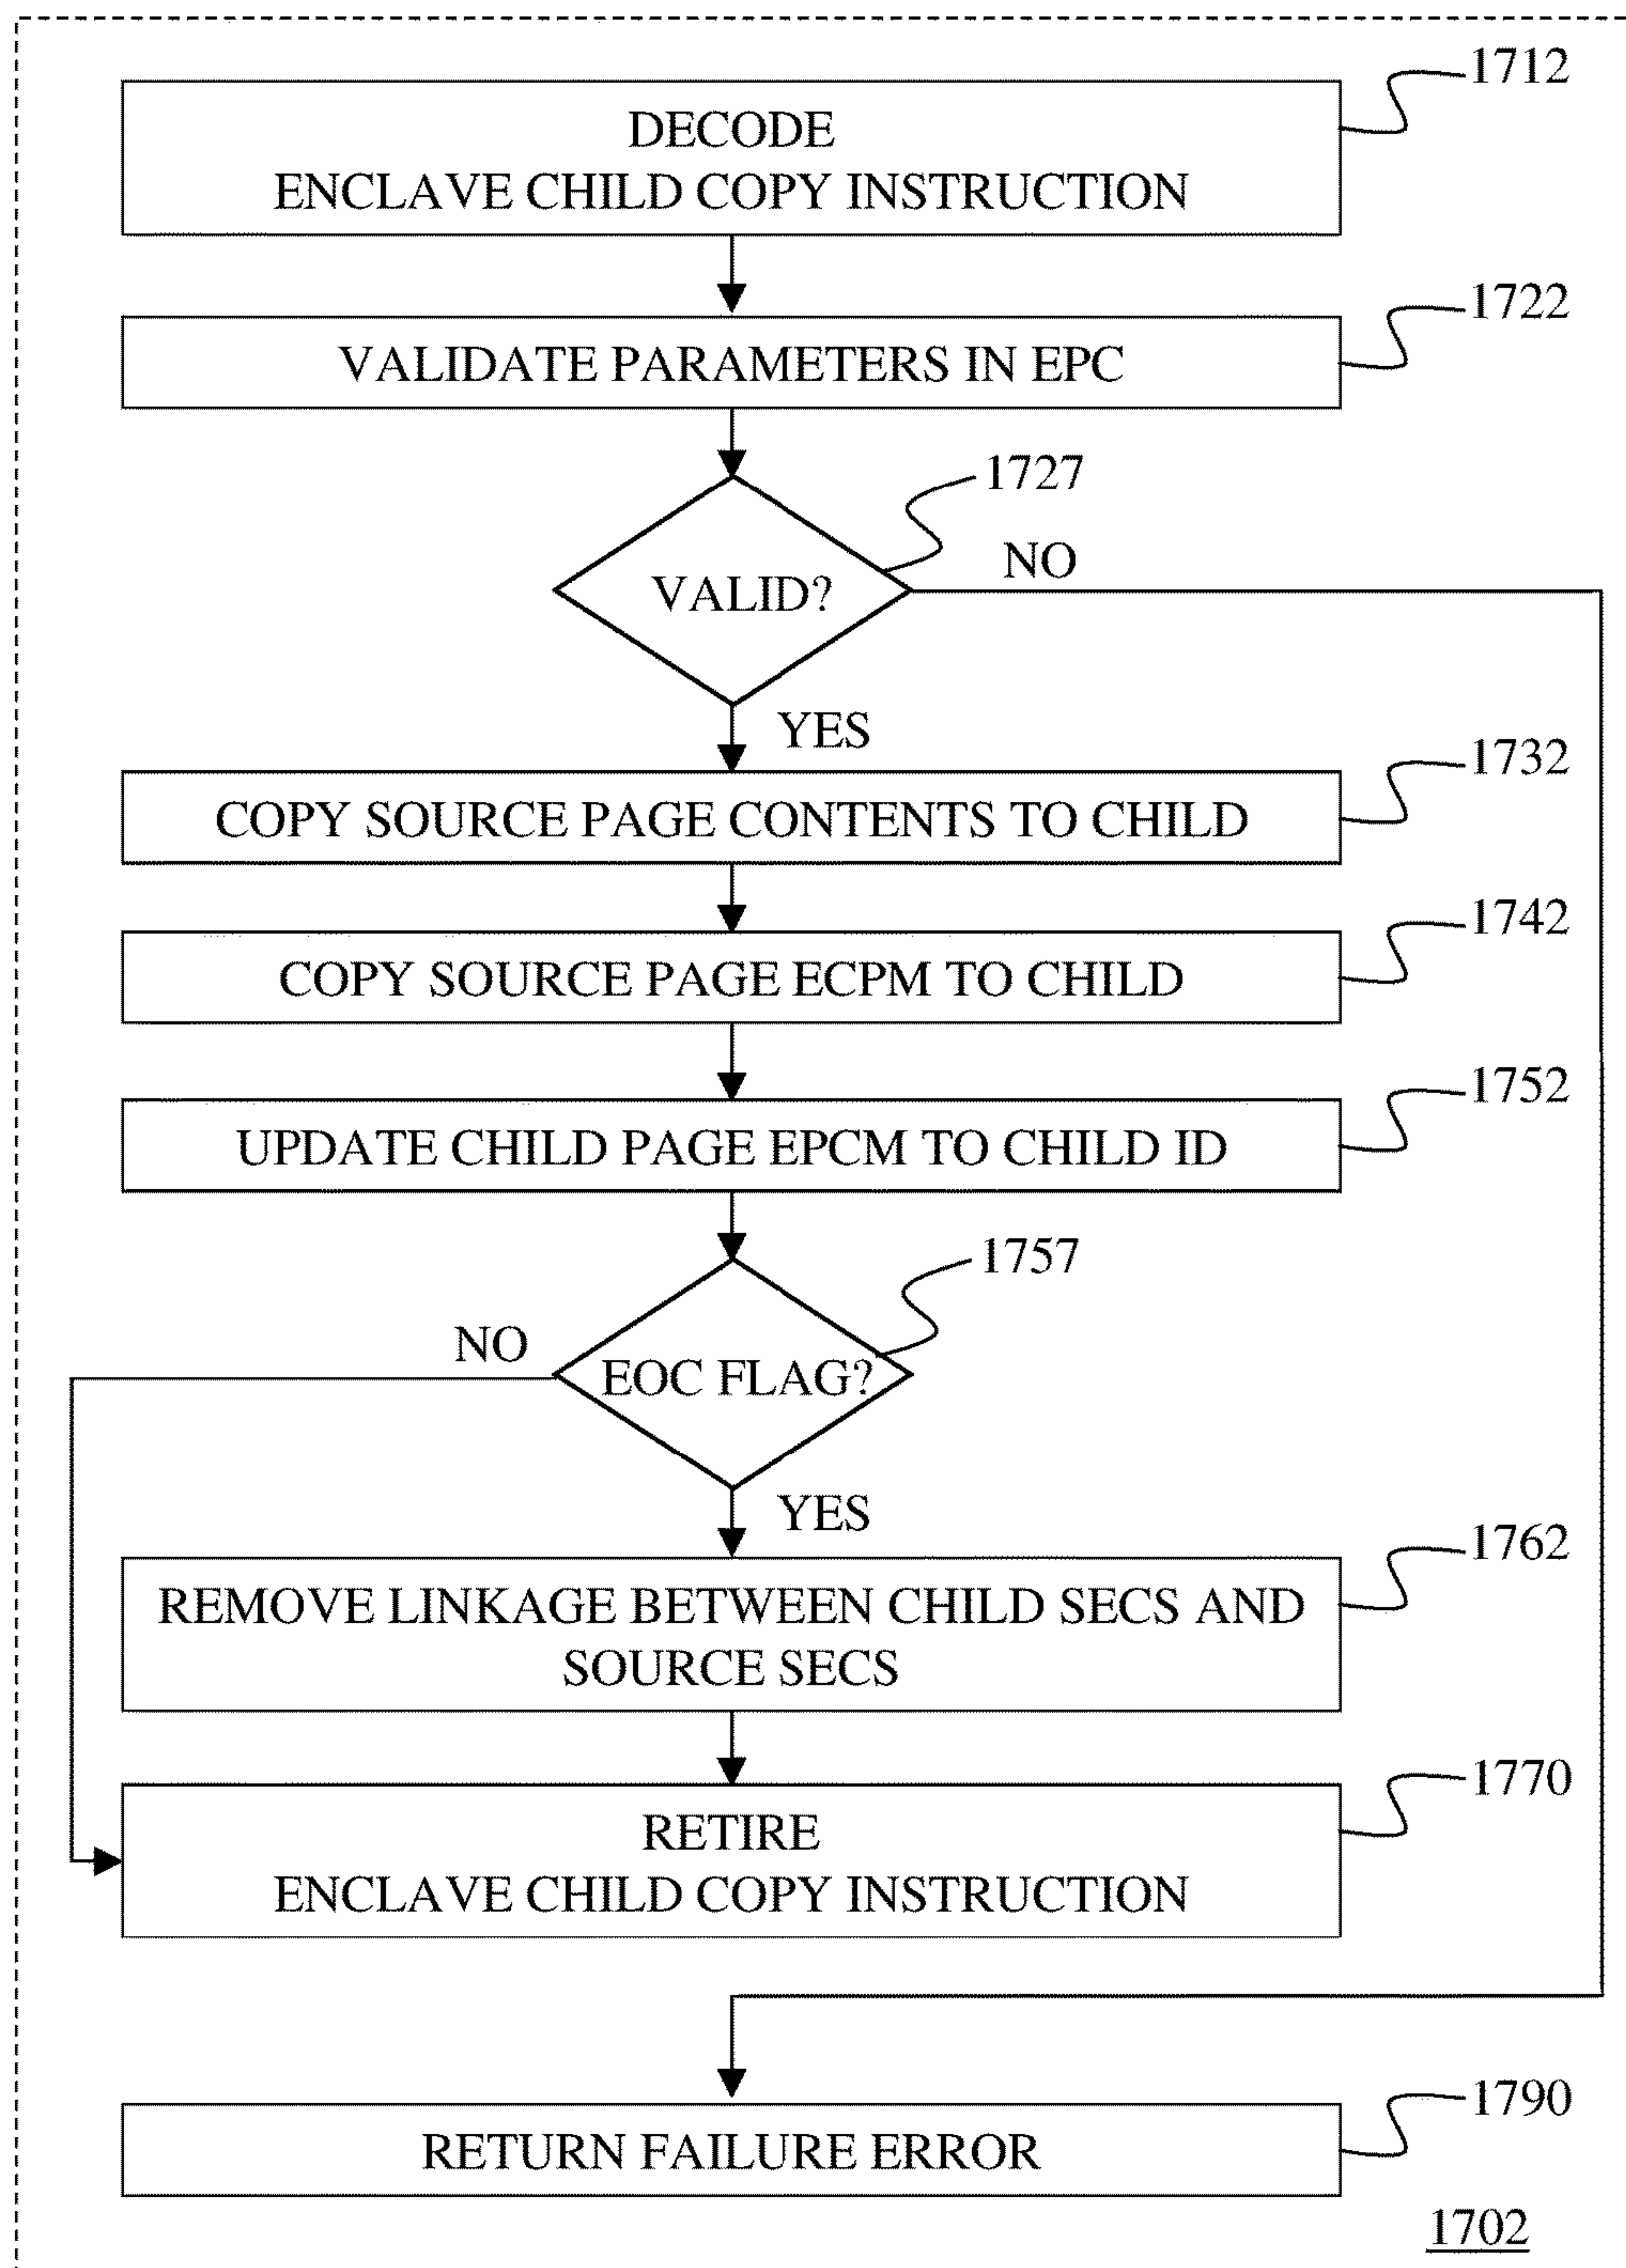 1712
DECODE
ENCLAVE CHILD COPY INSTRUCTION
1722
VALIDATE PARAMETERS IN EPC
1727
NO
VALID?
YES
1732
COPY SOURCE PAGE CONTENTS TO CHILD
1742
COPY SOURCE PAGE ECPM TO CHILD
1752
UPDATE CHILD PAGE EPCM TO CHILD ID
1757
NO
EOC FLAG?
YES
1762
REMOVE LINKAGE BETWEEN CHILD SECS AND
SOURCE SECS
1770
RETIRE
ENCLAVE CHILD COPY INSTRUCTION
1790
RETURN FAILURE ERROR
1702